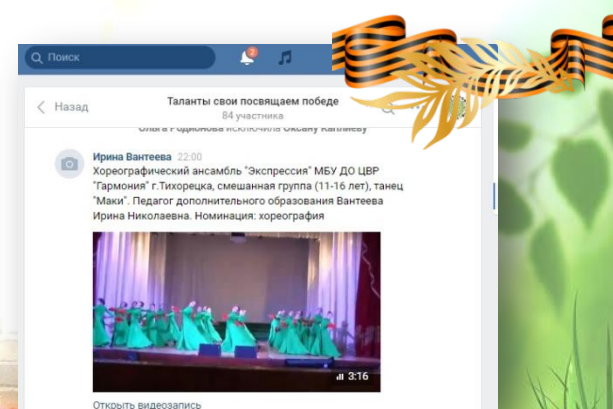 Поиск
2
Назад
Таланты свои посвящаем победе
84 участника
Ольга Родионова исключила Оксану Каплиеву
Ирина Вантеева 22:00
Хореографический ансамбль "Экспрессия" МБУ ДО ЦВР
"Гармония" г.Тихорецка, смешанная группа (11-16 лет), танец
"Маки". Педагог дополнительного образования Вантеева
Ирина Николаевна. Номинация: хореография
3:16
Открыть видеозапись